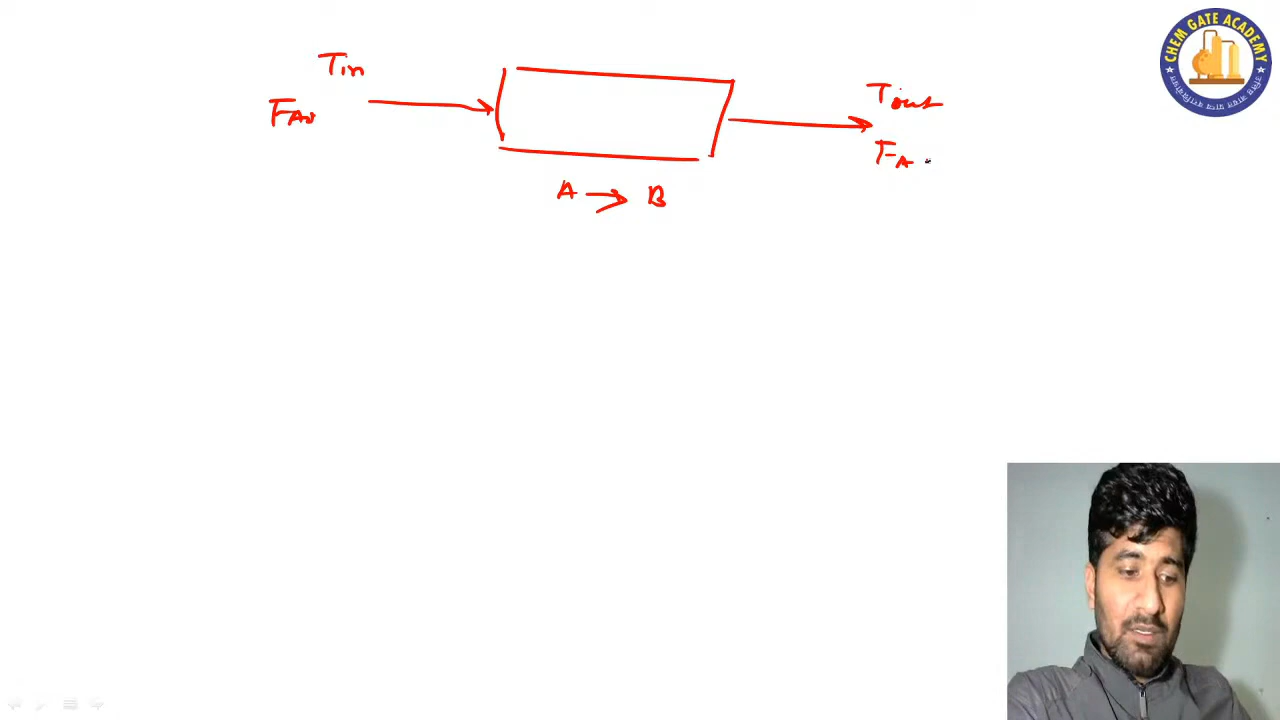 Tin
FA0
Tout
FA
A → B
CHEM GATE ACADEMY